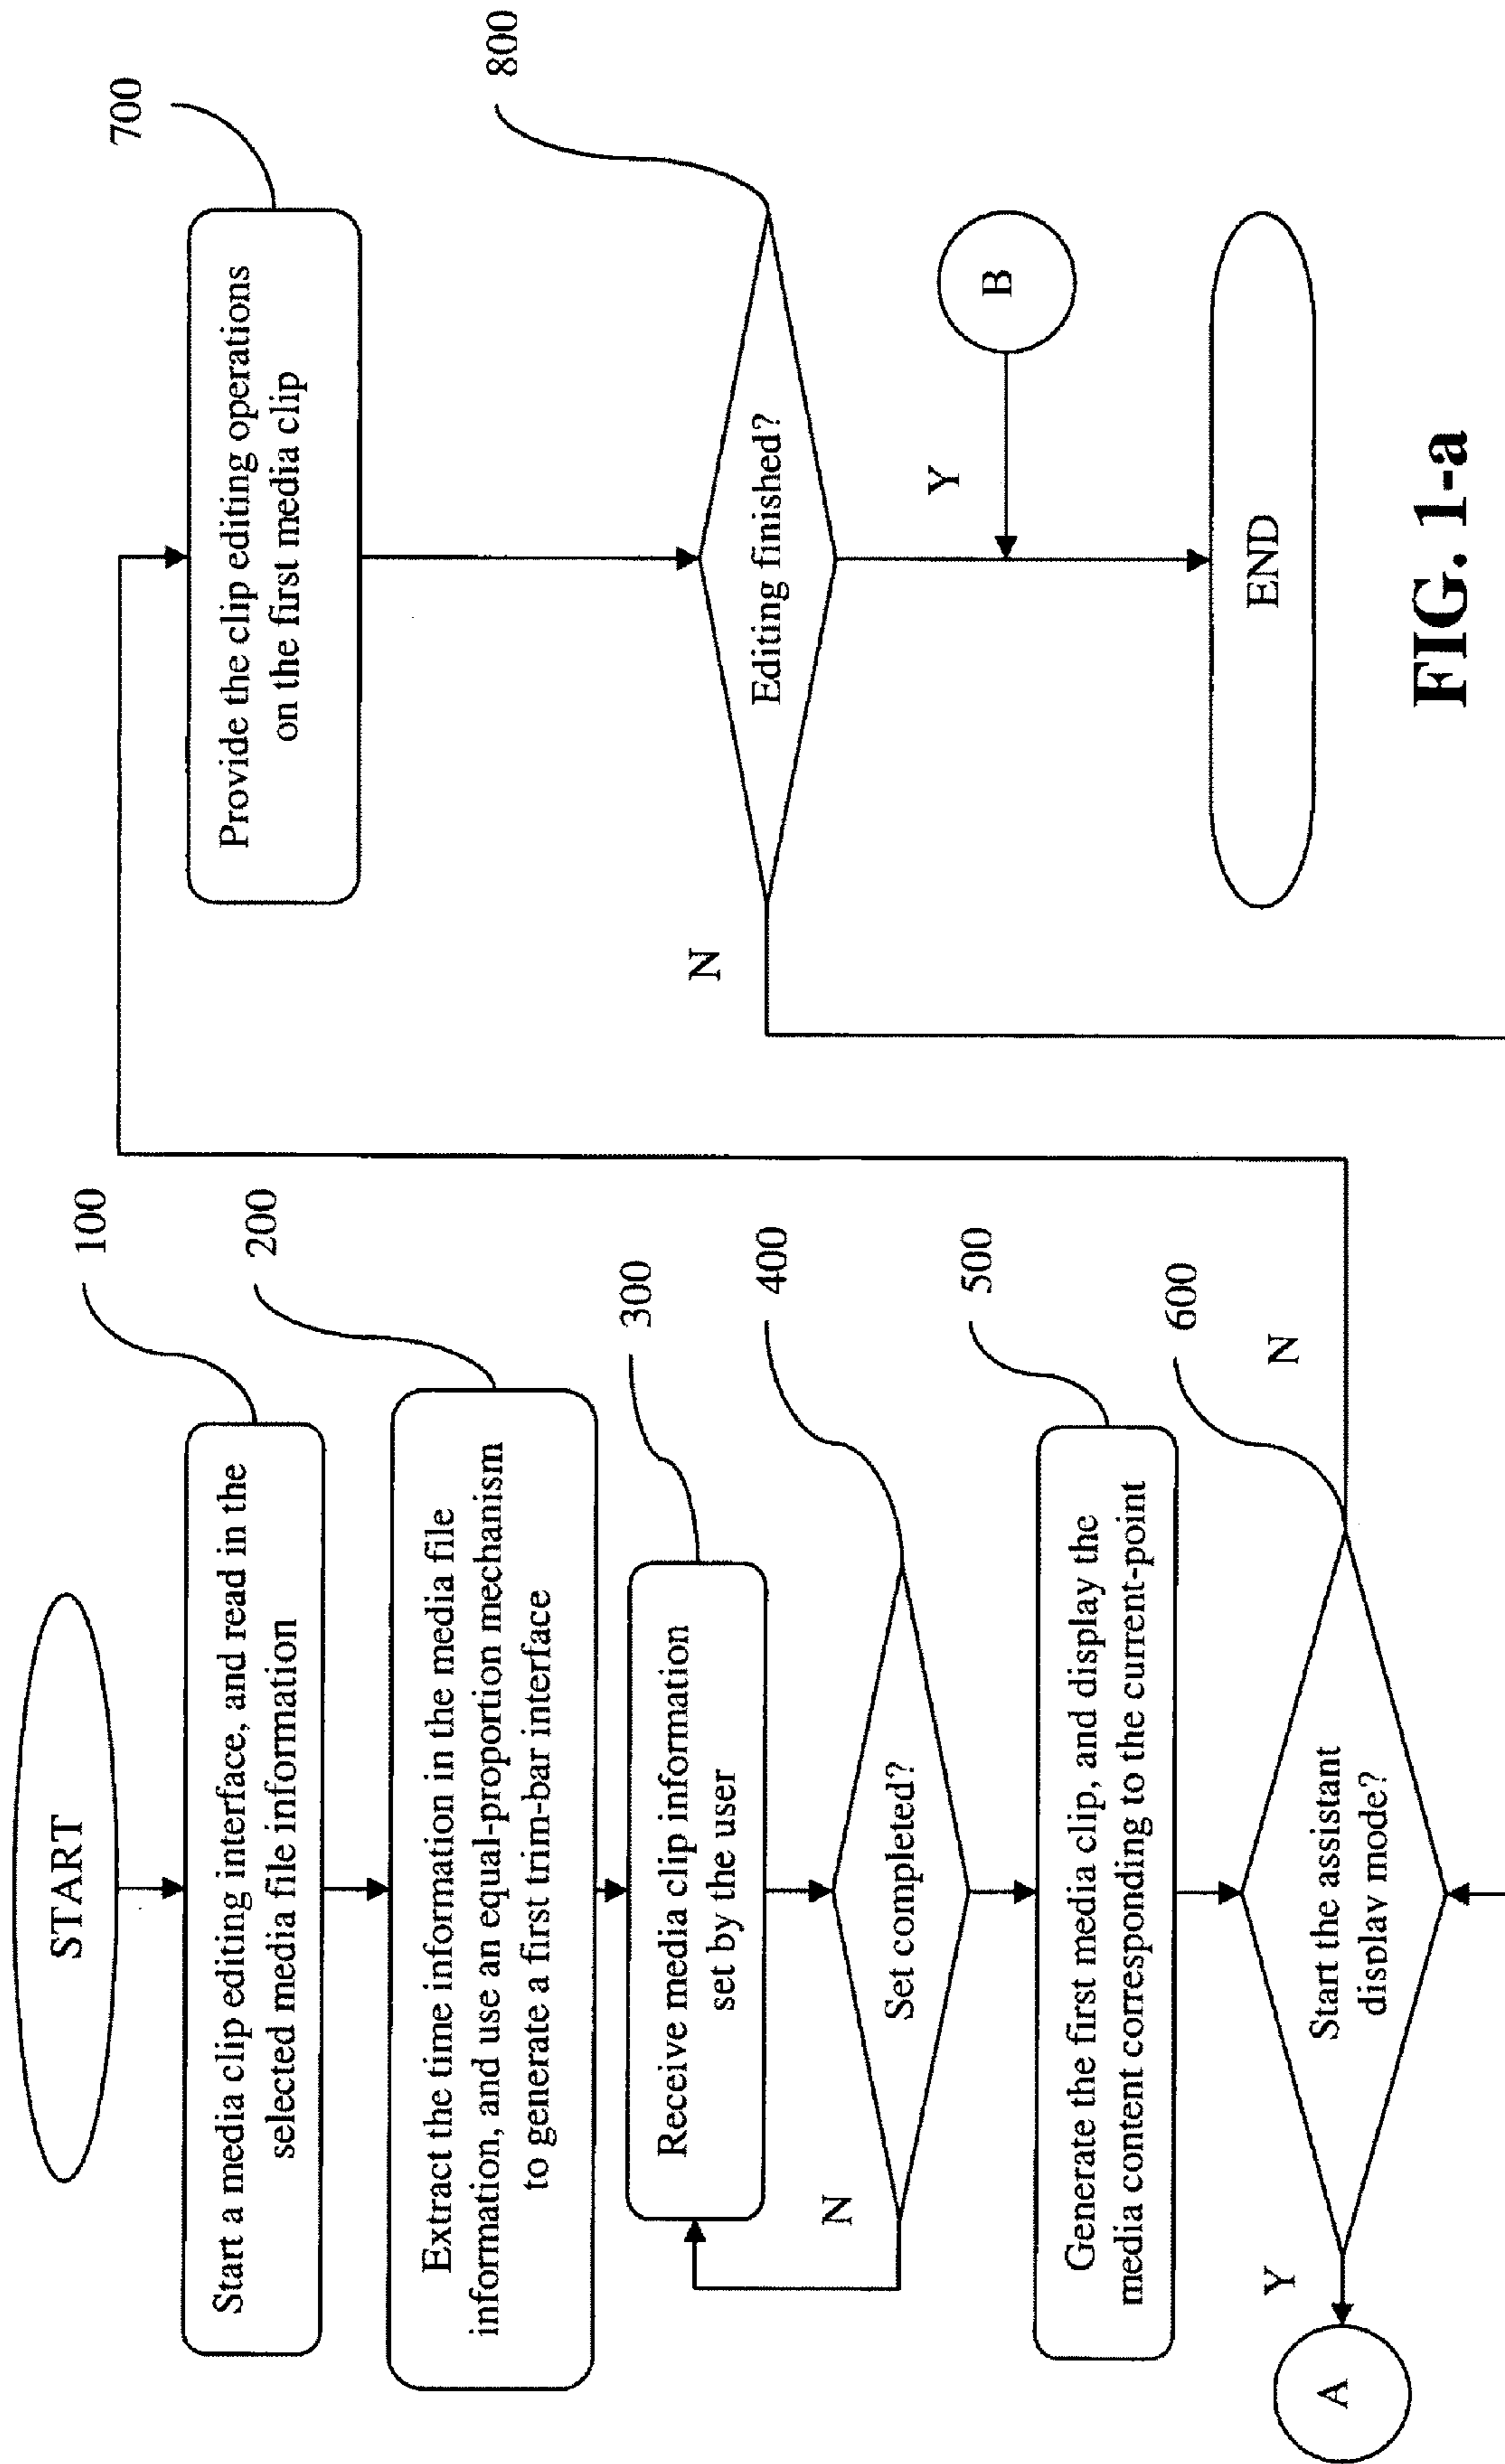 START
100
Start a media clip editing interface, and read in the
selected media file information
200
Extract the time information in the media file
information, and use an equal-proportion mechanism
to generate a first trim-bar interface
300
Receive media clip information
set by the user
400
Set completed?
N
500
Generate the first media clip, and display the
media content corresponding to the current-point
600
Start the assistant
display mode?
Y
N
A
700
Provide the clip editing operations
on the first media clip
800
Editing finished?
N
Y
B
END
FIG. 1-a